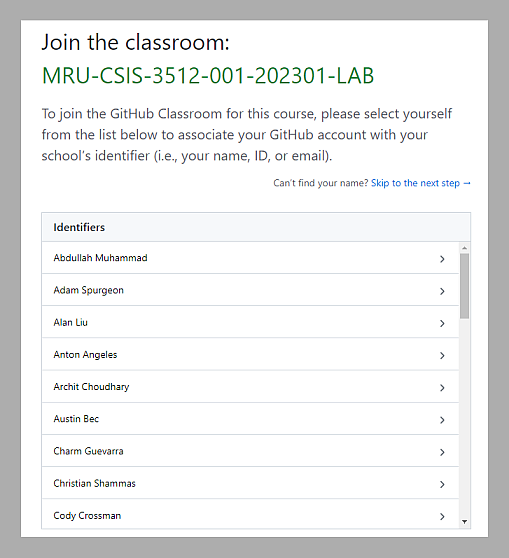 Join the classroom:
MRU-CSIS-3512-001-202301-LAB
To join the GitHub Classroom for this course, please select yourself
from the list below to associate your GitHub account with your
school's identifier (i.e., your name, ID, or email).
Can't find your name? Skip to the next step →
Identifiers
Abdullah Muhammad
Adam Spurgeon
Alan Liu
Anton Angeles
Archit Choudhary
Austin Bec
Charm Guevarra
Christian Shammas
Cody Crossman